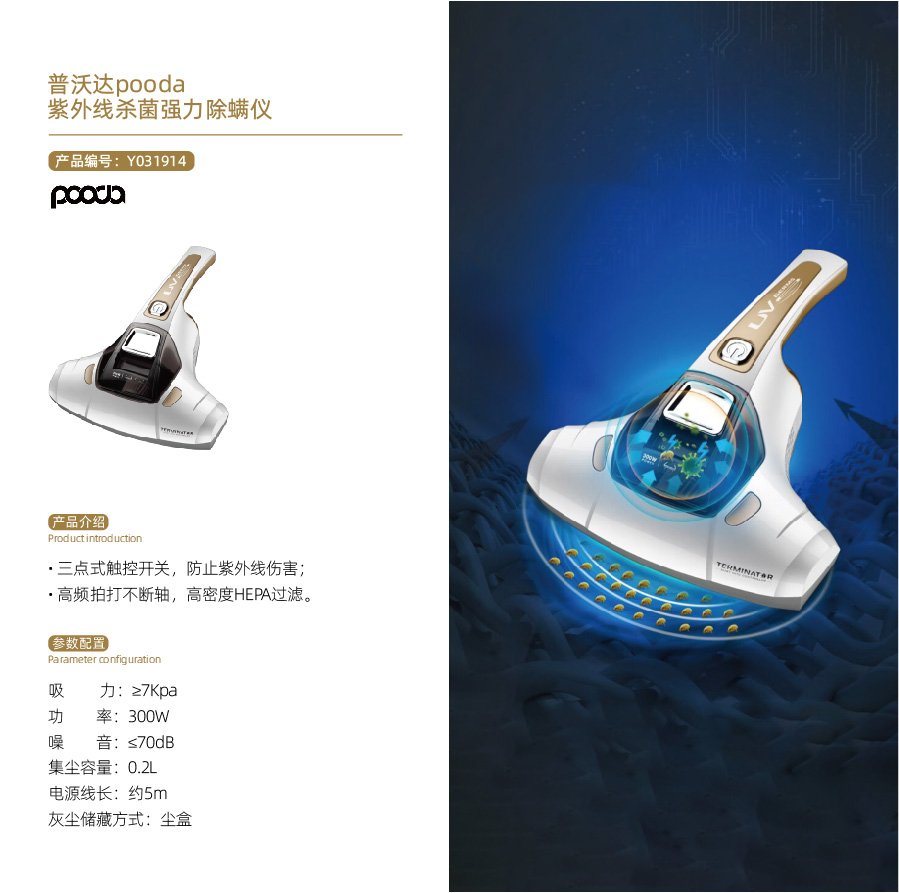 普沃达pooda
紫外线杀菌强力除螨仪
产品编号：Y031914
pooda
UV
TERMINATOR
产品介绍
Product introduction
• 三点式触控开关，防止紫外线伤害；
• 高频拍打不断轴，高密度HEPA过滤。
参数配置
Parameter configuration
吸 力：≥7Kpa
功 率：300W
噪 音：≤70dB
集尘容量：0.2L
电源线长：约5m
灰尘储藏方式：尘盒
UV
300W
TERMINATOR